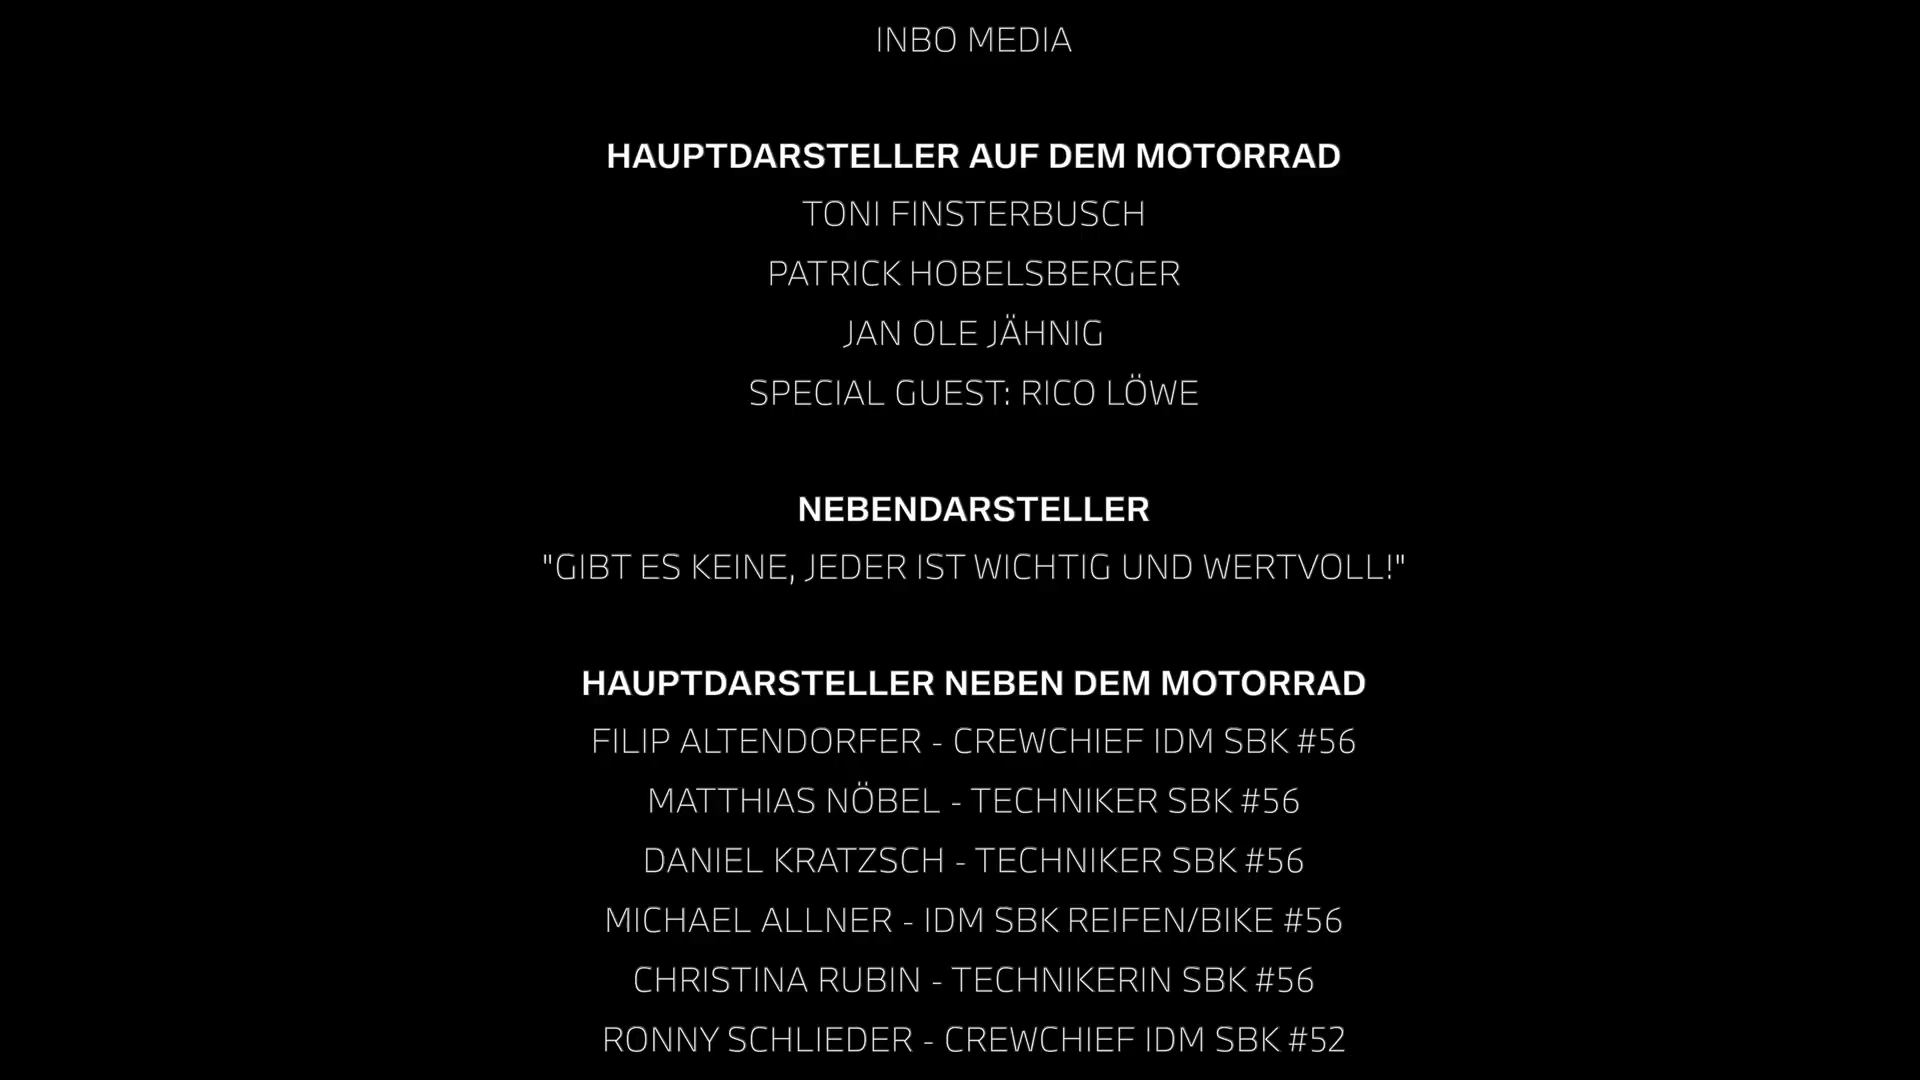 INBO MEDIA
HAUPTDARSTELLER AUF DEM MOTORRAD
TONI FINSTERBUSCH
PATRICK HOBELSBERGER
JAN OLE JÄHNIG
SPECIAL GUEST: RICO LÖWE
NEBENDARSTELLER
"GIBT ES KEINE, JEDER IST WICHTIG UND WERTVOLL!"
HAUPTDARSTELLER NEBEN DEM MOTORRAD
FILIP ALTENDORFER - CREWCHIEF IDM SBK #56
MATTHIAS NÖBEL - TECHNIKER SBK #56
DANIEL KRATZSCH - TECHNIKER SBK #56
MICHAEL ALLNER - IDM SBK REIFEN/BIKE #56
CHRISTINA RUBIN - TECHNIKERIN SBK #56
RONNY SCHLIEDER - CREWCHIEF IDM SBK #52